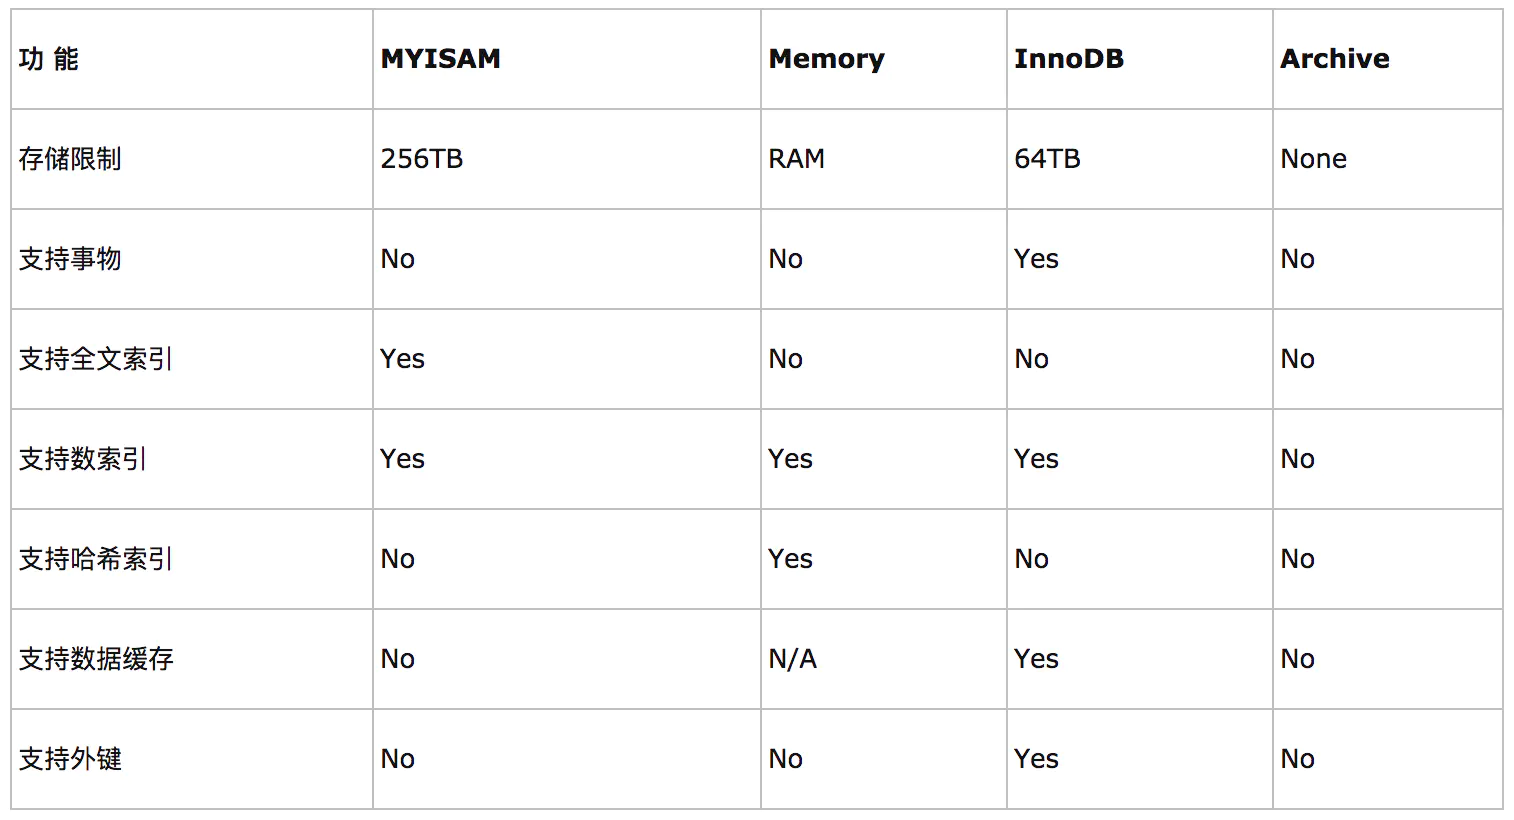 功 能 MYISAM Memory InnoDB Archive
存储限制 256TB RAM 64TB None
支持事物 No No Yes No
支持全文索引 Yes No No No
支持数索引 Yes Yes Yes No
支持哈希索引 No Yes No No
支持数据缓存 No N/A Yes No
支持外键 No No Yes No